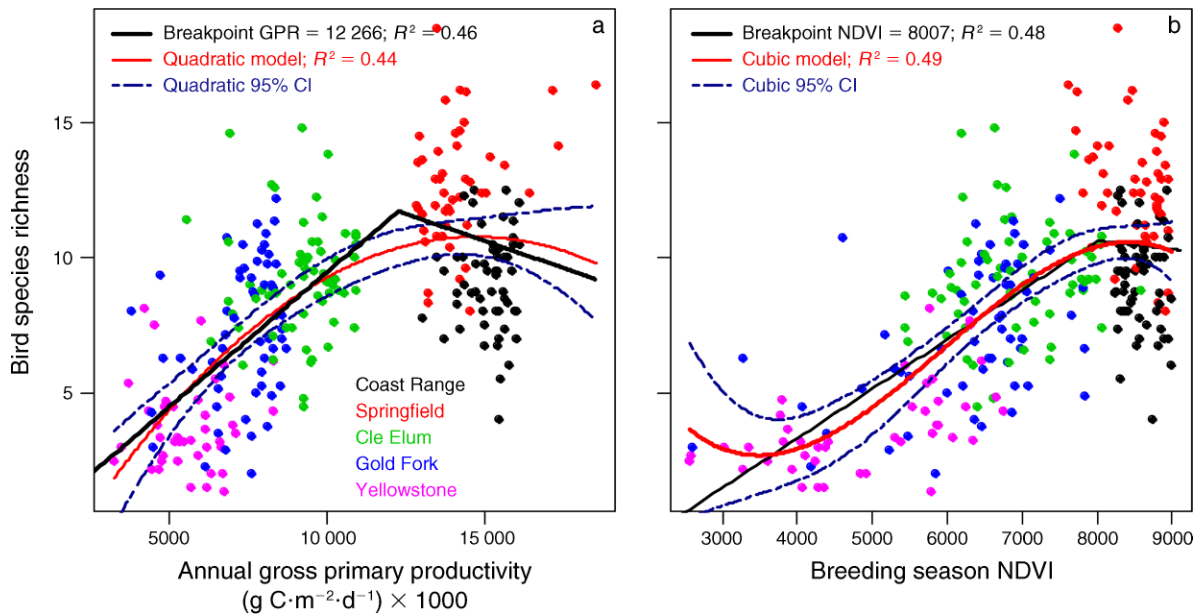 Breakpoint GPR = 12 266; R² = 0.46
a
Quadratic model; R² = 0.44
Quadratic 95% CI
15
10
5
Bird species richness
Coast Range
Springfield
Cle Elum
Gold Fork
Yellowstone
5000
10 000
15 000
Annual gross primary productivity
(g C·m⁻²·d⁻¹) × 1000
Breakpoint NDVI = 8007; R² = 0.48
b
Cubic model; R² = 0.49
Cubic 95% CI
3000
4000
5000
6000
7000
8000
9000
Breeding season NDVI